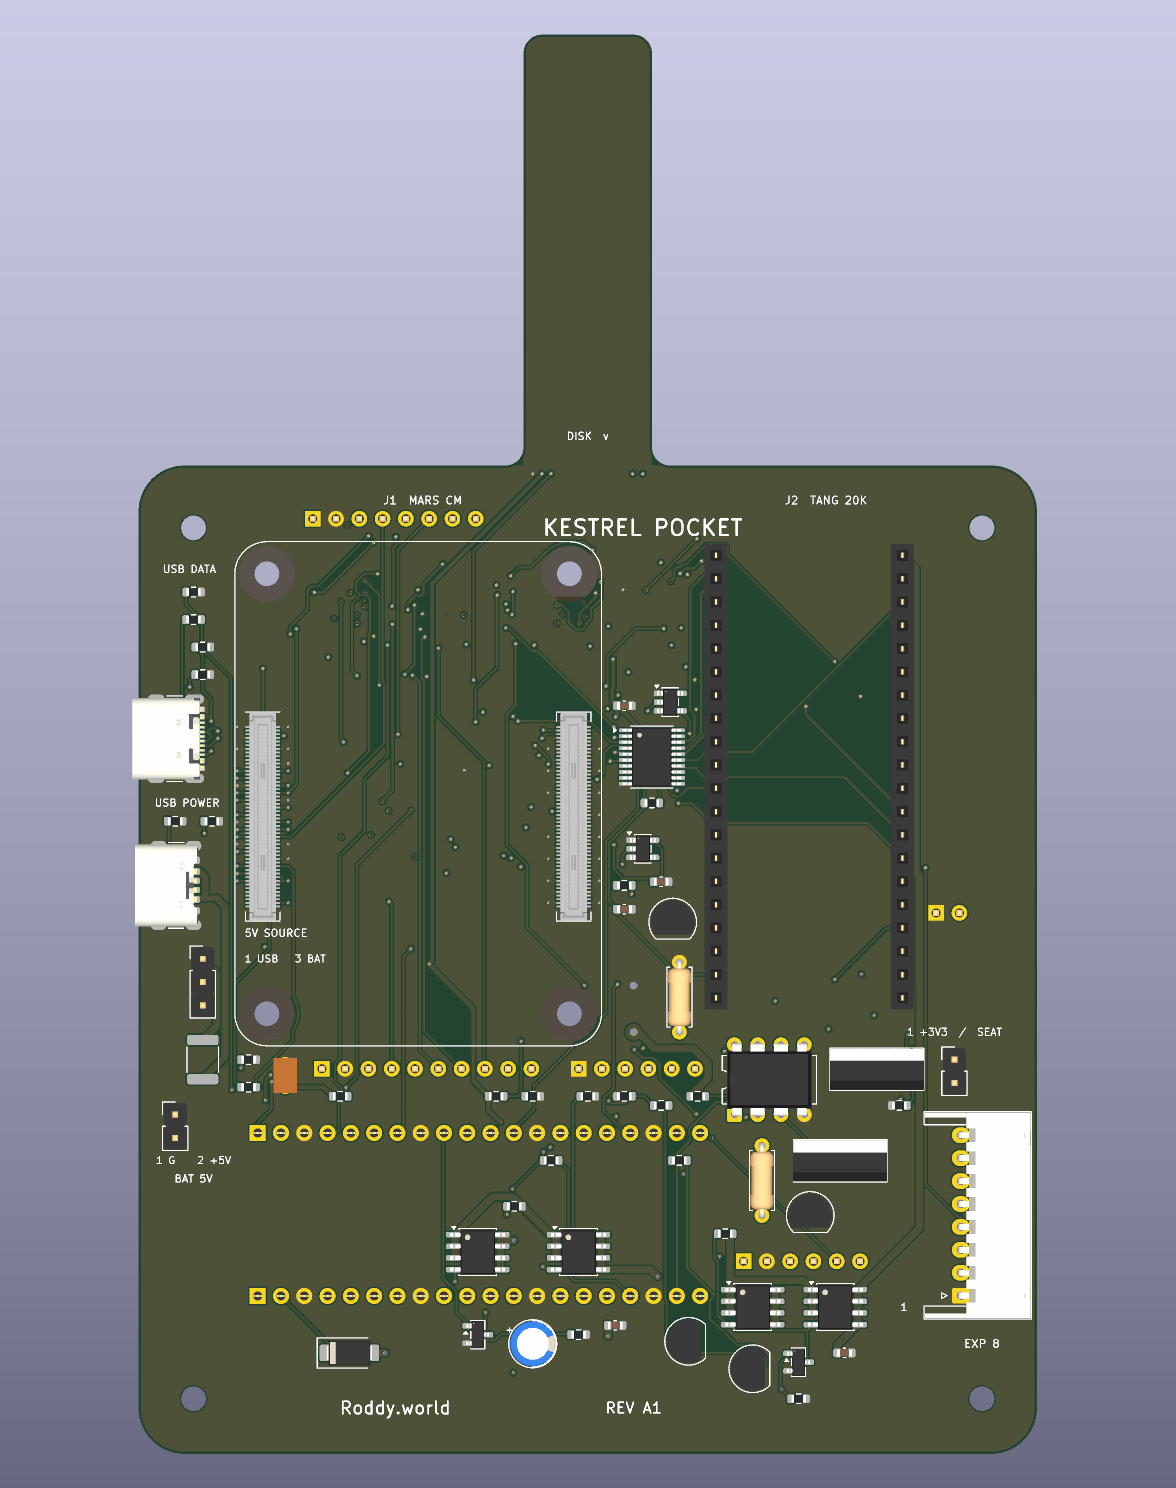 DISK v
J1 MARS CM
J2 TANG 20K
KESTREL POCKET
USB DATA
USB POWER
5V SOURCE
1 USB 3 BAT
1 +3V3 / SEAT
1 G 2 +5V
BAT 5V
1
EXP 8
+
Roddy.world
REV A1